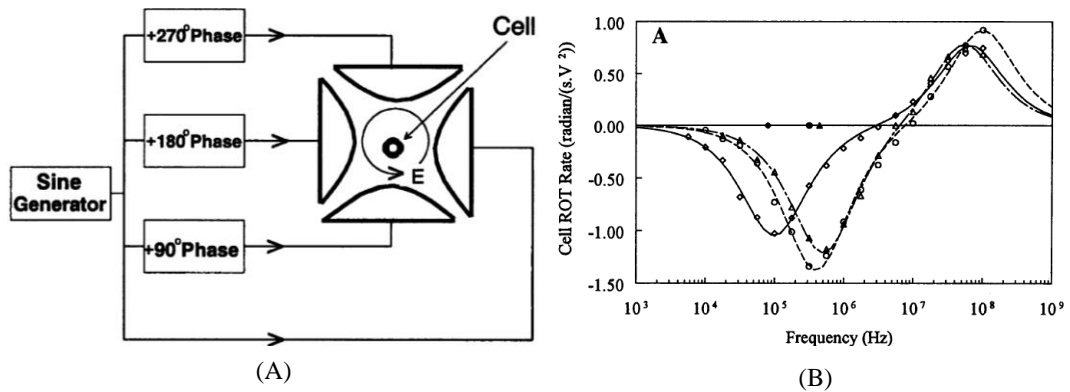 +270°Phase
Cell
+180°Phase
Sine
Generator
E
+90°Phase
(A)
A
Cell ROT Rate (radian/(s.V²))
1.00
0.50
0.00
-0.50
-1.00
-1.50
10³ 10⁴ 10⁵ 10⁶ 10⁷ 10⁸ 10⁹
Frequency (Hz)
(B)